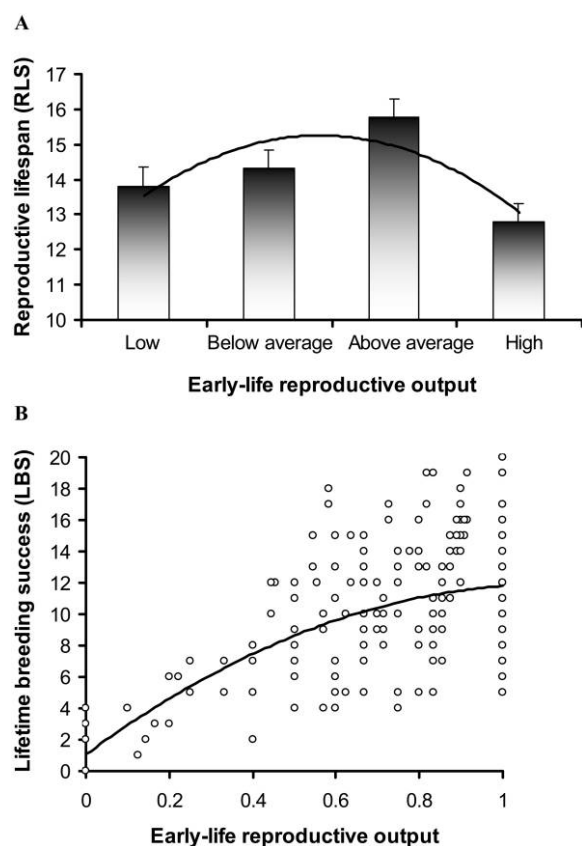 A
Reproductive lifespan (RLS)
17
16
15
14
13
12
11
10
Low Below average Above average High
Early-life reproductive output
B
Lifetime breeding success (LBS)
20
18
16
14
12
10
8
6
4
2
0
0 0.2 0.4 0.6 0.8 1
Early-life reproductive output